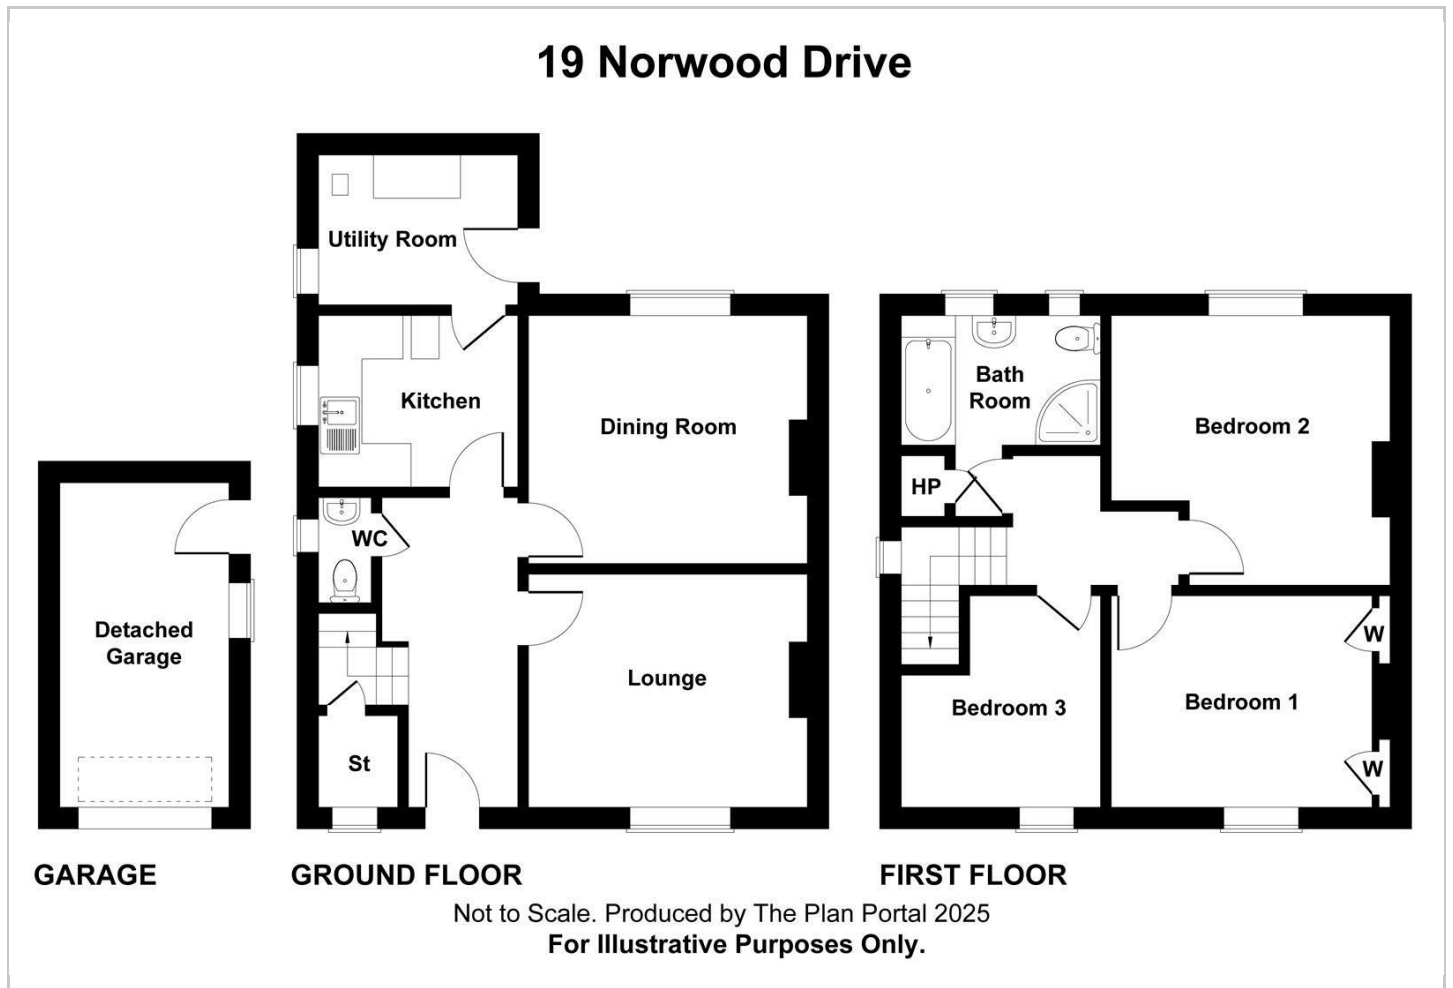 19 Norwood Drive
Utility Room
Kitchen
Dining Room
WC
Lounge
St
Detached
Garage
Bath
Room
HP
Bedroom 2
Bedroom 3
Bedroom 1
W
W
GARAGE
GROUND FLOOR
FIRST FLOOR
Not to Scale. Produced by The Plan Portal 2025
For Illustrative Purposes Only.